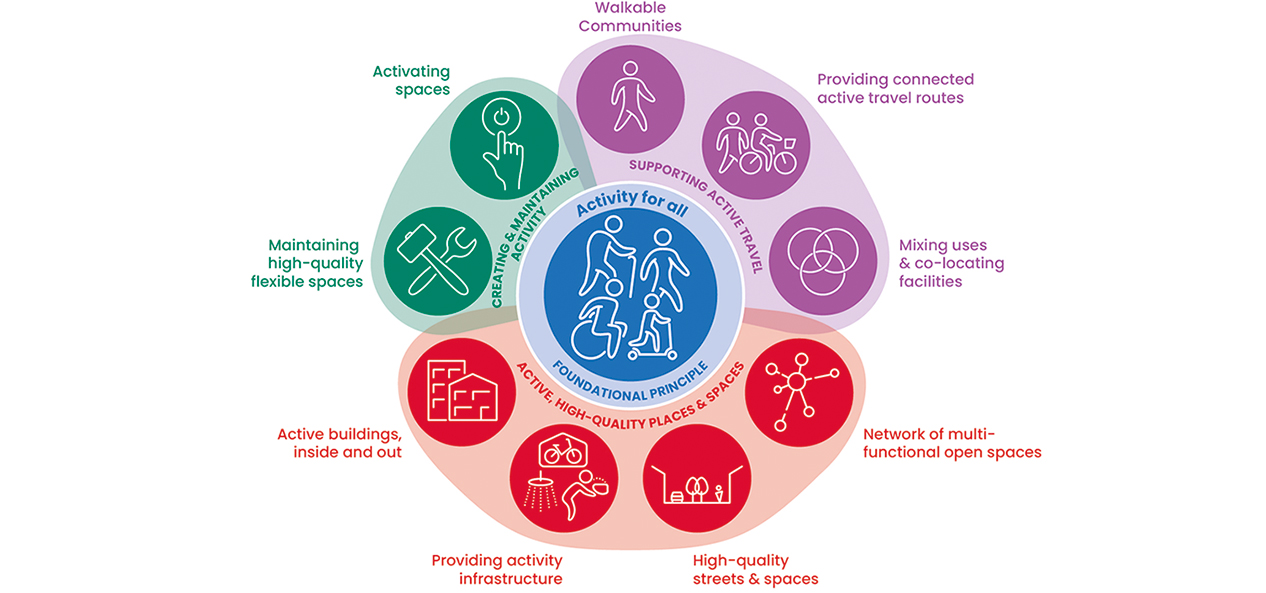 Walkable
Communities
Providing connected
active travel routes
Mixing uses
& co-locating
facilities
Network of multi-
functional open spaces
High-quality
streets & spaces
Providing activity
infrastructure
Active buildings,
inside and out
Maintaining
high-quality
flexible spaces
Activating
spaces
SUPPORTING ACTIVE TRAVEL
ACTIVE, HIGH-QUALITY PLACES & SPACES
CREATING & MAINTAINING
ACTIVITY
Activity for all
FOUNDATIONAL PRINCIPLE